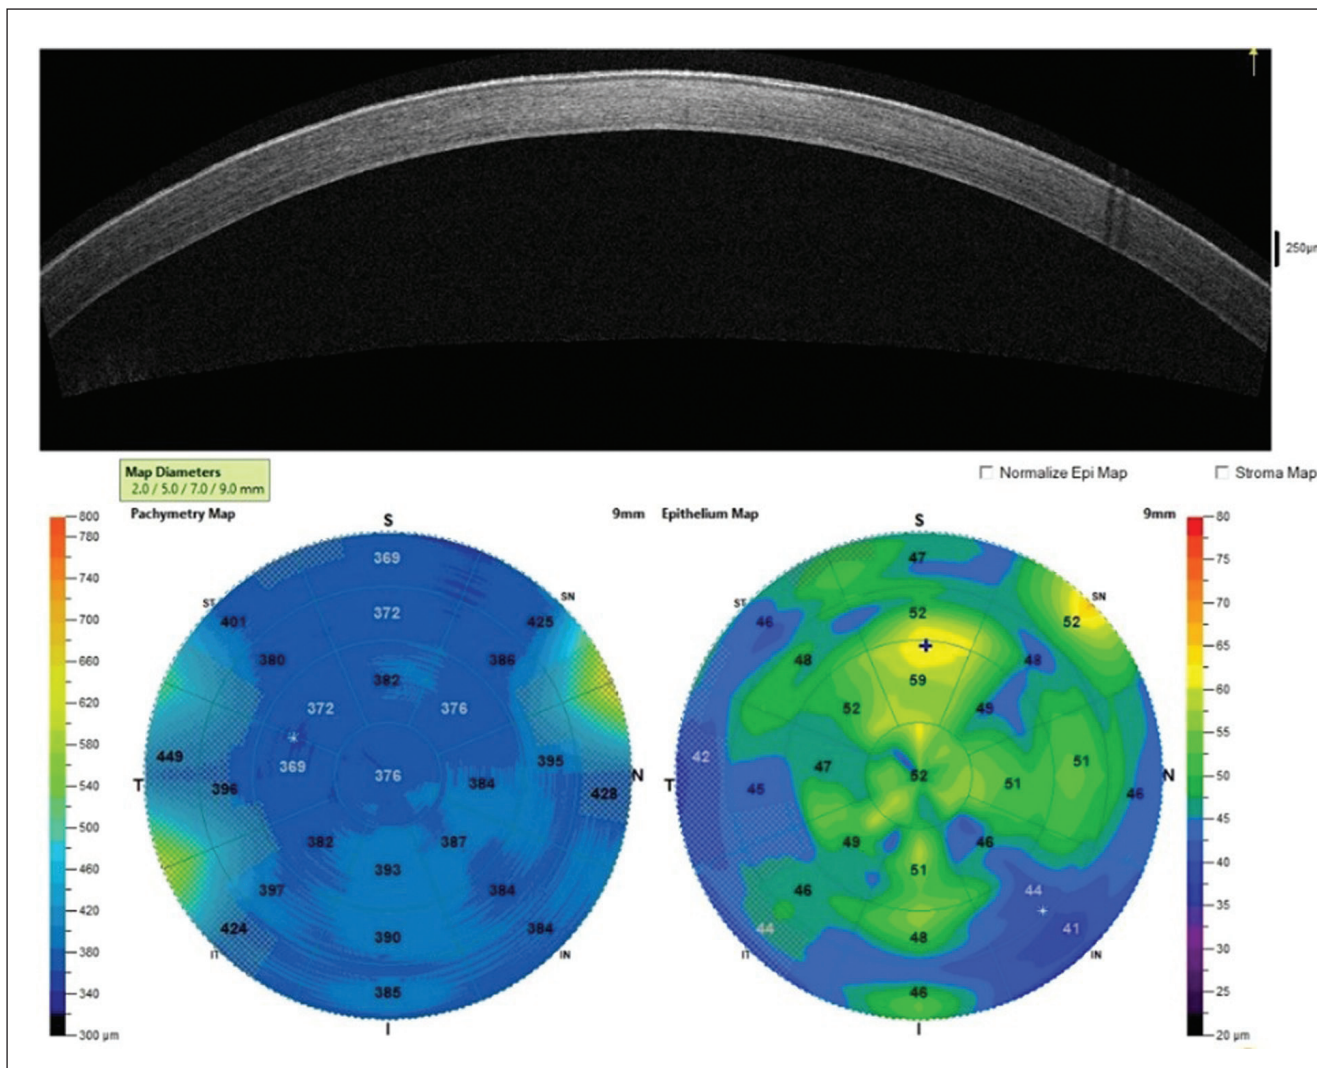 250µm
Map Diameters
2.0 / 5.0 / 7.0 / 9.0 mm
Normalize Epi Map
Stroma Map
Pachymetry Map
9mm
800
780
740
700
660
620
580
540
500
460
420
380
340
300 µm
S
ST
SN
T
N
IT
IN
I
369
401
372
425
380
386
382
372
376
449
369
376
384
395
396
428
382
393
387
397
384
424
390
384
385
Epithelium Map
9mm
S
ST
SN
T
N
IT
IN
I
47
46
52
52
48
48
59
52
49
42
47
52
51
51
45
46
49
51
46
46
44
44
48
41
46
80
75
70
65
60
55
50
45
40
35
30
25
20 µm